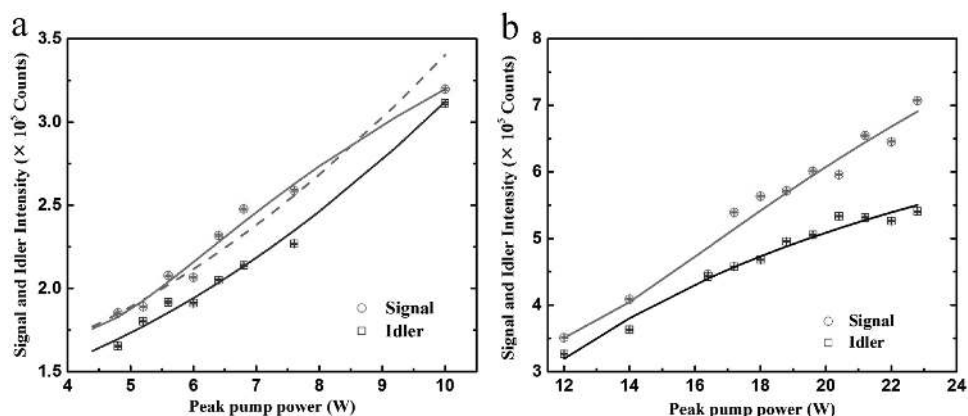 a
Signal and Idler Intensity (× 10⁵ Counts)
3.5
3.0
2.5
2.0
1.5
4 5 6 7 8 9 10
Peak pump power (W)
Signal
Idler
b
Signal and Idler Intensity (× 10⁵ Counts)
8
7
6
5
4
3
12 14 16 18 20 22 24
Peak pump power (W)
Signal
Idler